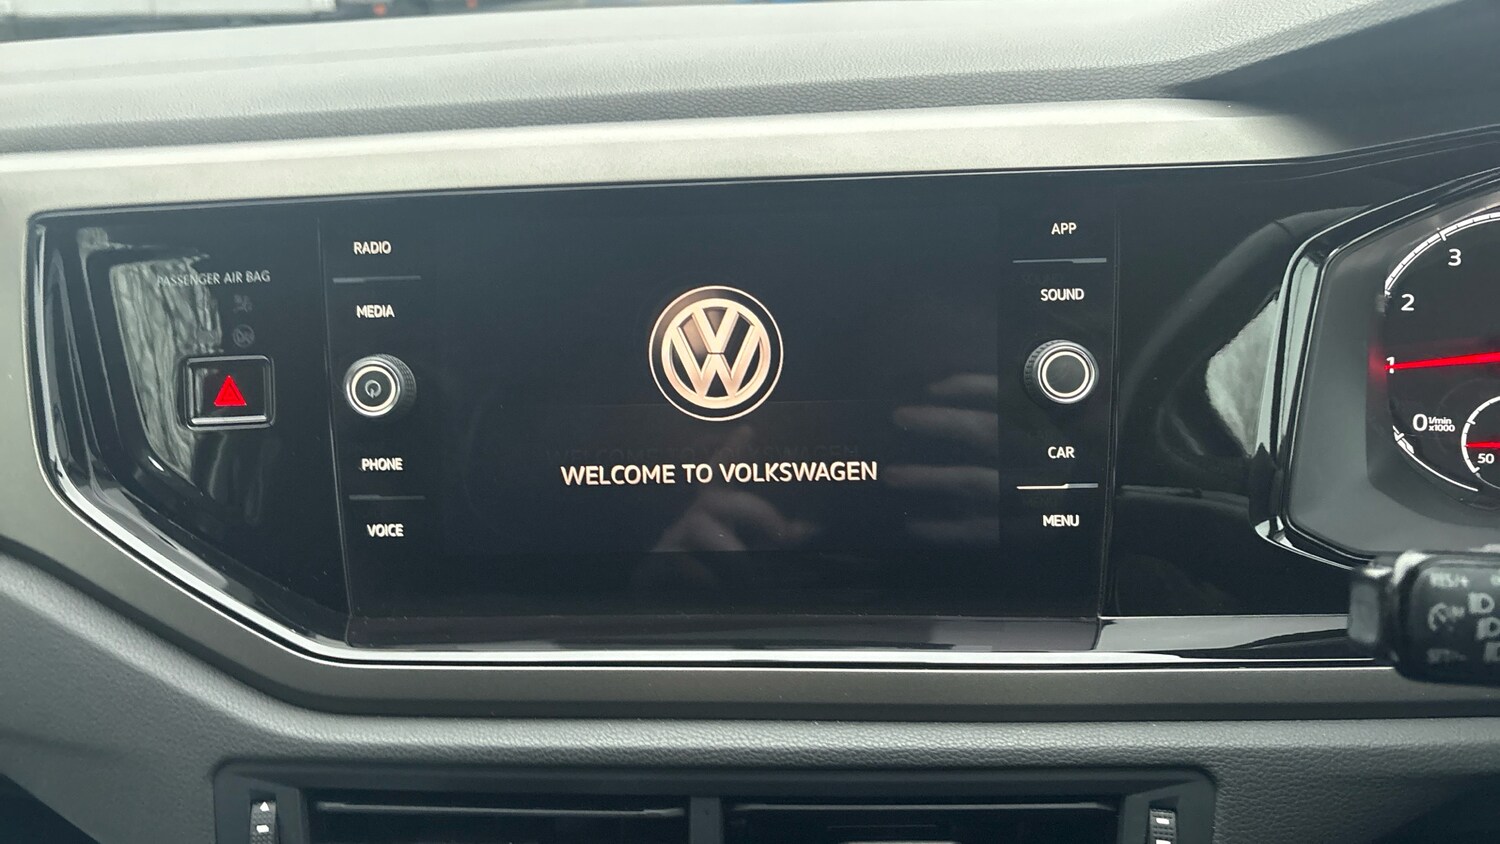 PASSENGER AIR BAG
RADIO
MEDIA
PHONE
VOICE
WELCOME TO VOLKSWAGEN
APP
SOUND
CAR
MENU
3
2
1
0 1/min
x1000
50
RES/+